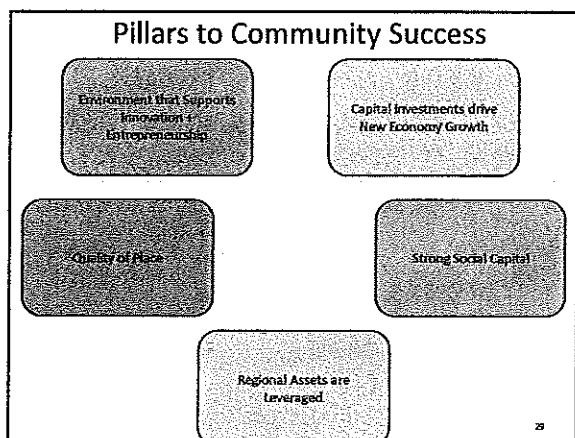 Pillars to Community Success
Environment that Supports
Innovation +
Entrepreneurship
Capital Investments drive
New Economy Growth
Quality of Place
Strong Social Capital
Regional Assets are
Leveraged
29